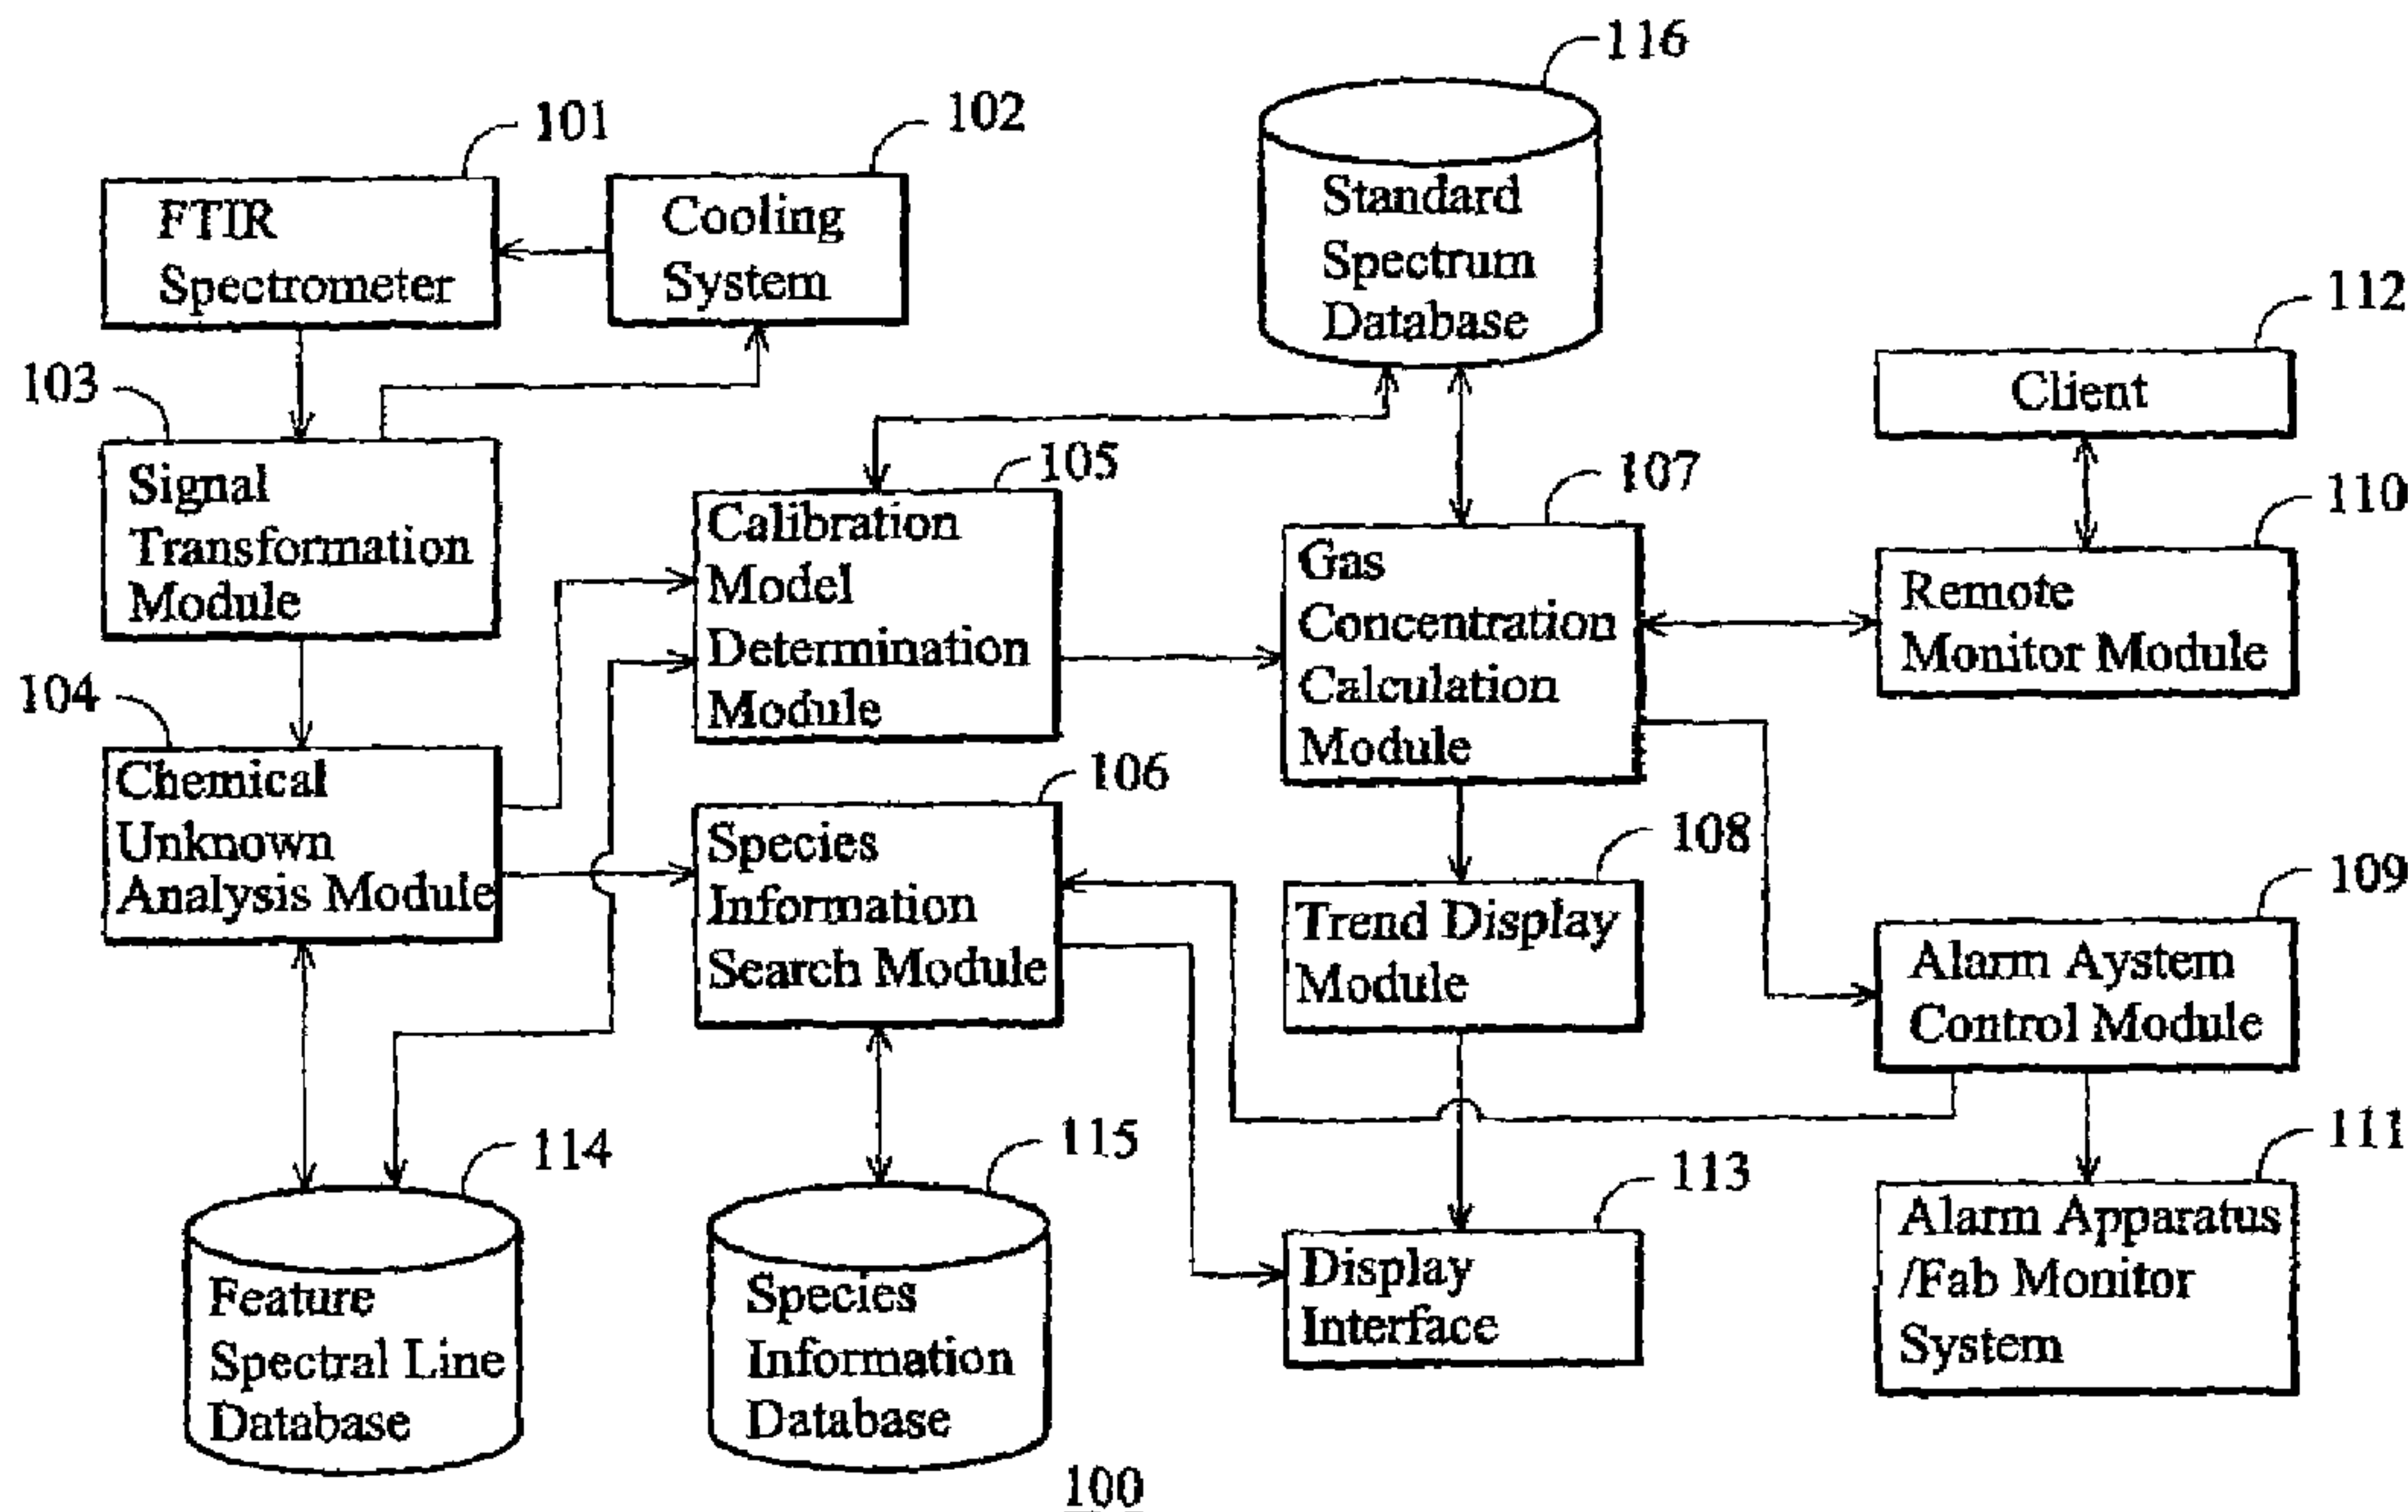 116
101
102
FTIR
Spectrometer
Cooling
System
Standard
Spectrum
Database
112
Client
103
Signal
Transformation
Module
105
Calibration
Model
Determination
Module
107
Gas
Concentration
Calculation
Module
110
Remote
Monitor Module
104
Chemical
Unknown
Analysis Module
106
Species
Information
Search Module
108
Trend Display
Module
109
Alarm Aystem
Control Module
114
Feature
Spectral Line
Database
115
Species
Information
Database
113
Display
Interface
111
Alarm Apparatus
/Fab Monitor
System
100